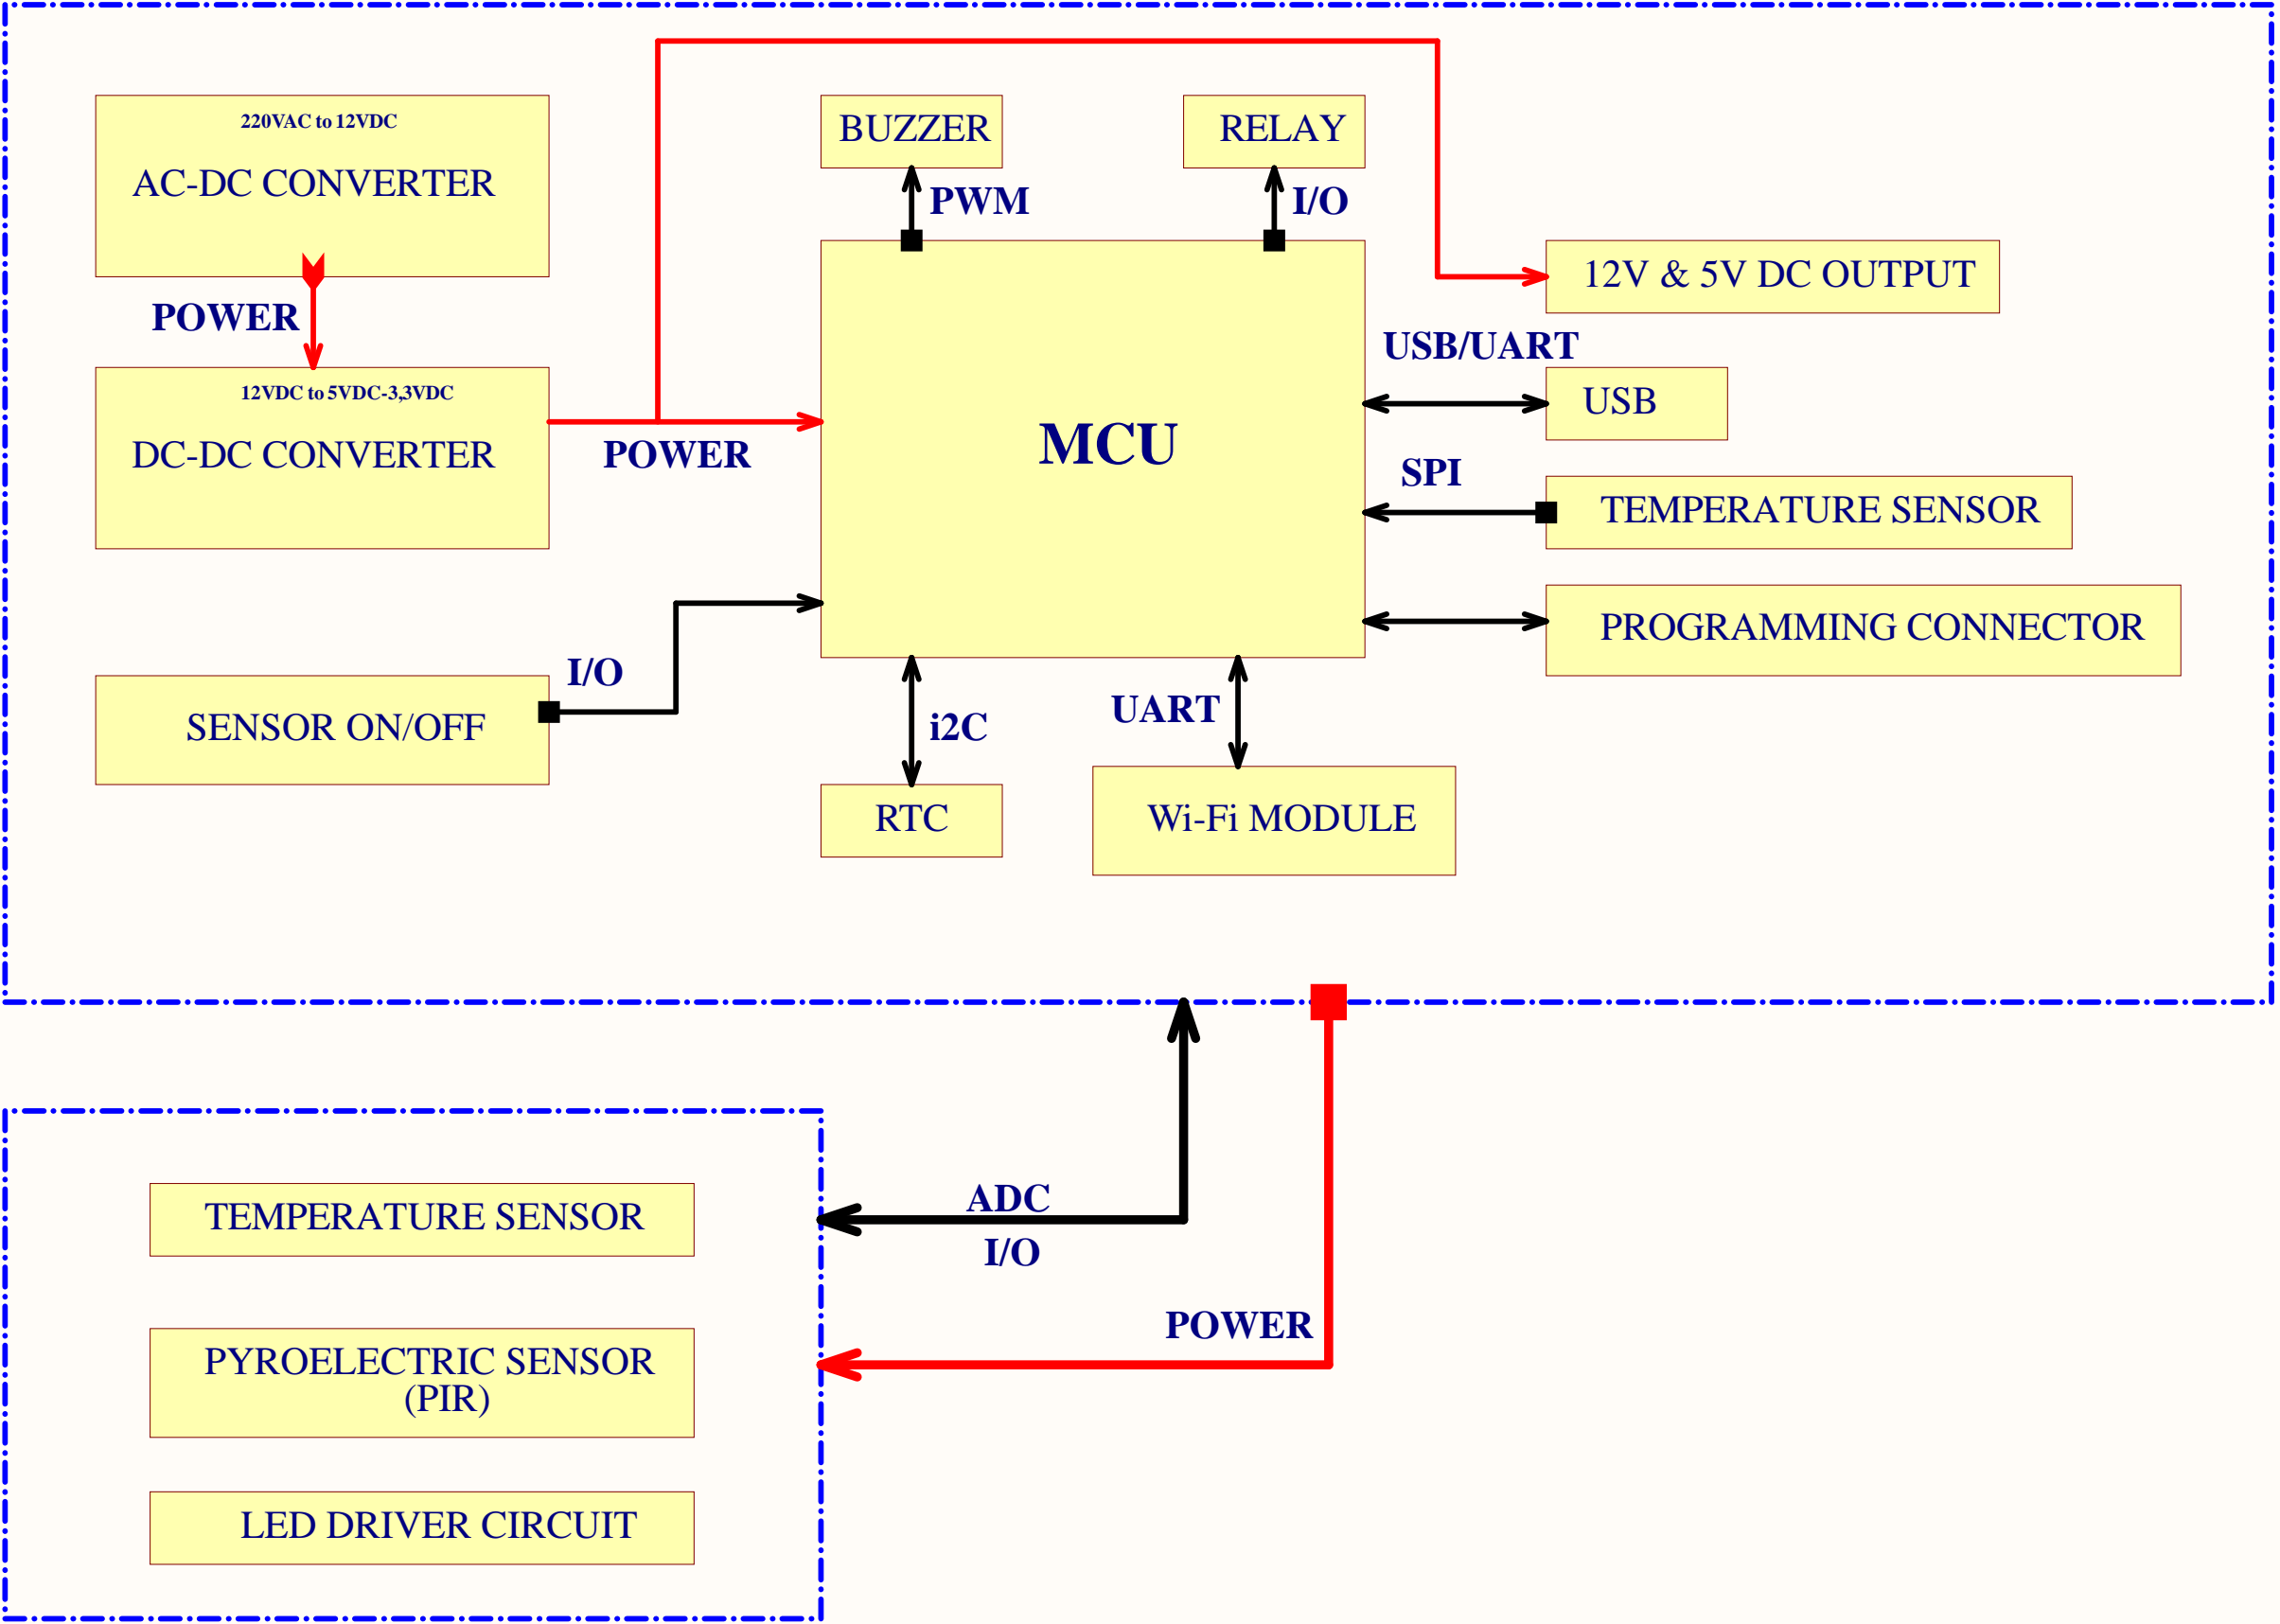 220VAC to 12VDC
AC-DC CONVERTER
BUZZER
RELAY
PWM
I/O
POWER
12V & 5V DC OUTPUT
USB/UART
12VDC to 5VDC-3,3VDC
DC-DC CONVERTER
POWER
MCU
USB
SPI
TEMPERATURE SENSOR
PROGRAMMING CONNECTOR
I/O
SENSOR ON/OFF
i2C
UART
RTC
Wi-Fi MODULE
ADC
I/O
TEMPERATURE SENSOR
POWER
PYROELECTRIC SENSOR
(PIR)
LED DRIVER CIRCUIT